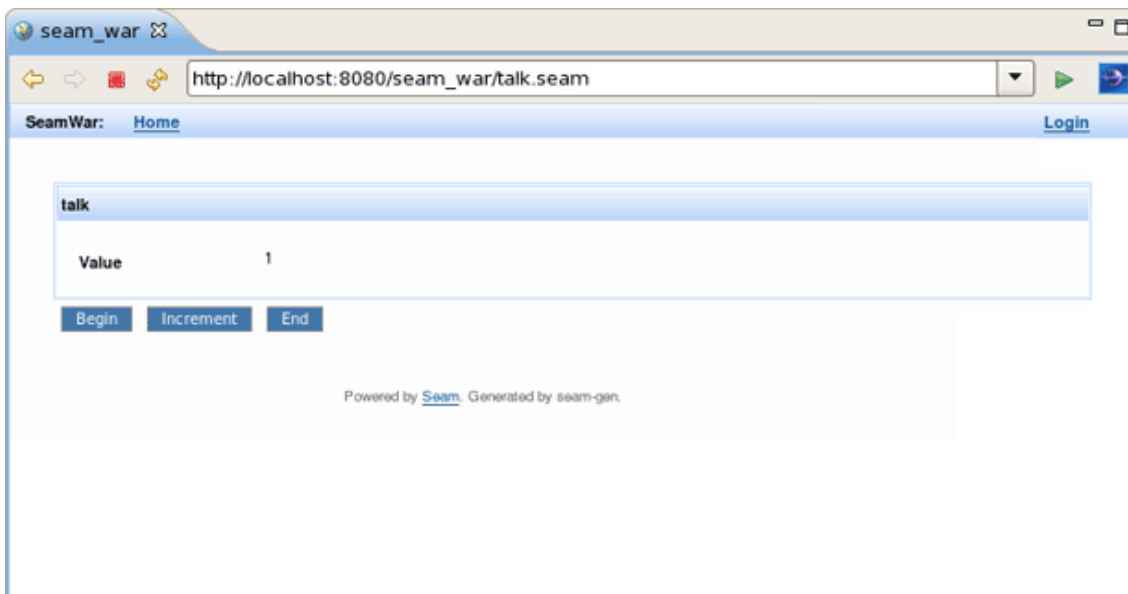 seam_war
http://localhost:8080/seam_war/talk.seam
SeamWar: Home Login
talk
Value 1
Begin Increment End
Powered by Seam. Generated by seam-gen.